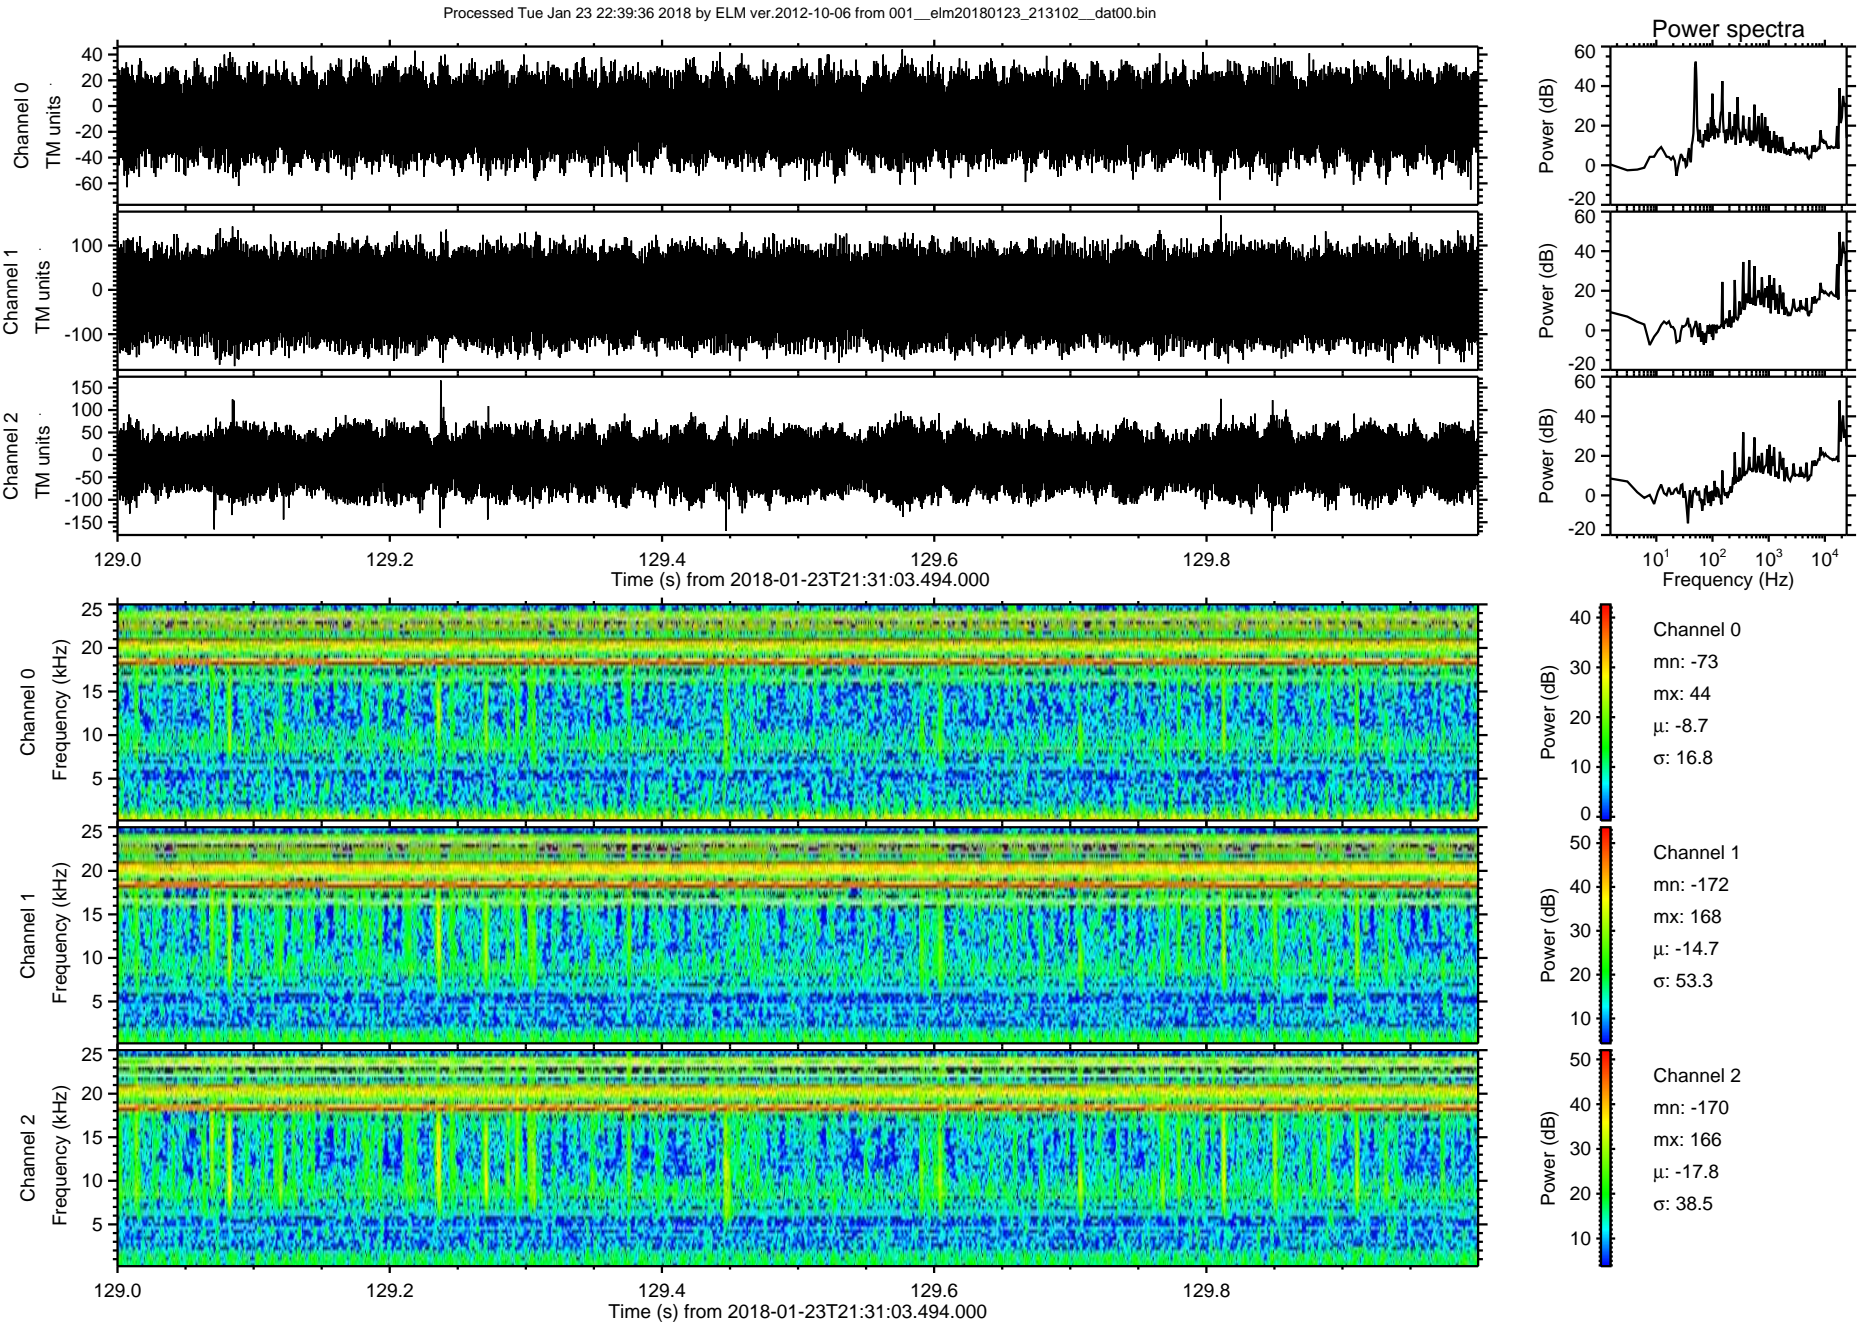 Processed Tue Jan 23 22:39:36 2018 by ELM ver.2012-10-06 from 001__elm20180123_213102__dat00.bin
Power spectra
Channel 0
TM units
40
20
0
-20
-40
-60
Power (dB)
60
40
20
0
-20
Channel 1
TM units
100
0
-100
Power (dB)
60
40
20
0
-20
Channel 2
TM units
150
100
50
0
-50
-100
-150
Power (dB)
60
40
20
0
-20
129.0 129.2 129.4 129.6 129.8
Time (s) from 2018-01-23T21:31:03.494.000
10¹ 10² 10³ 10⁴
Frequency (Hz)
Channel 0
Frequency (kHz)
25
20
15
10
5
Power (dB)
40
30
20
10
0
Channel 0
mn: -73
mx: 44
μ: -8.7
σ: 16.8
Channel 1
Frequency (kHz)
25
20
15
10
5
Power (dB)
50
40
30
20
10
Channel 1
mn: -172
mx: 168
μ: -14.7
σ: 53.3
Channel 2
Frequency (kHz)
25
20
15
10
5
Power (dB)
50
40
30
20
10
Channel 2
mn: -170
mx: 166
μ: -17.8
σ: 38.5
129.0 129.2 129.4 129.6 129.8
Time (s) from 2018-01-23T21:31:03.494.000